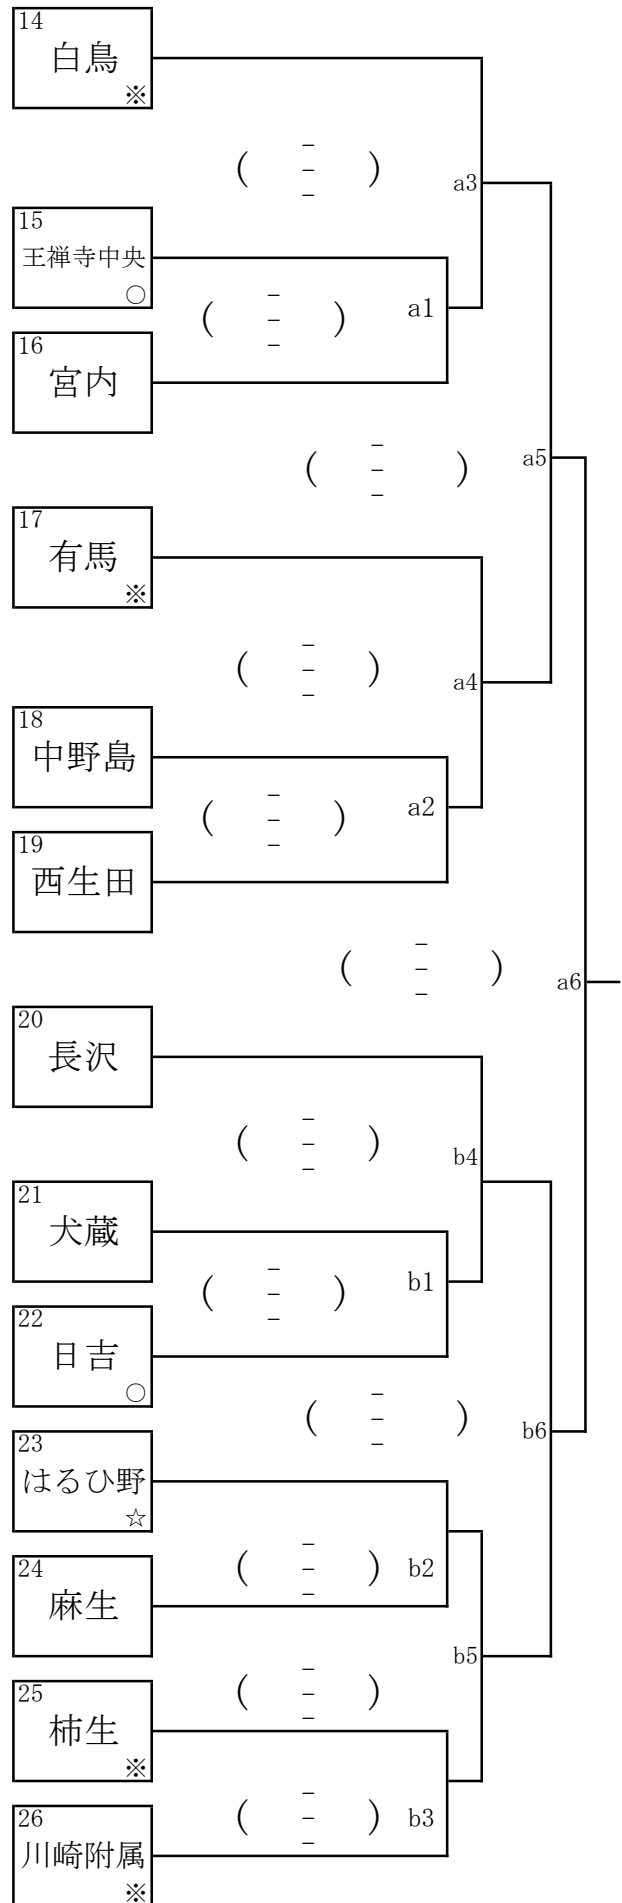 14
白鳥
※
( - - - )
a3
15
王禅寺中央
○
( - - - )
a1
16
宮内
( - - - )
a5
17
有馬
※
( - - - )
a4
18
中野島
( - - - )
a2
19
西生田
( - - - )
a6
20
長沢
( - - - )
b4
21
犬蔵
( - - - )
b1
22
日吉
○
( - - - )
b6
23
はるひ野
☆
( - - - )
b2
24
麻生
b5
( - - - )
25
柿生
※
( - - - )
b3
26
川崎附属
※